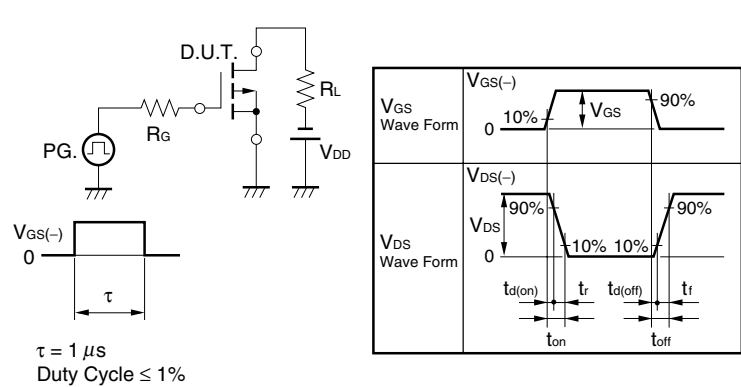 D.U.T.
RL
RG
PG.
VDD
VGS(−)
0
τ
τ = 1 μs
Duty Cycle ≤ 1%
VGS
Wave Form
VGS(−)
10%
0
VGS
90%
VDS
Wave Form
VDS(−)
90%
VDS
0
10%
10%
90%
td(on)
tr
td(off)
tf
ton
toff